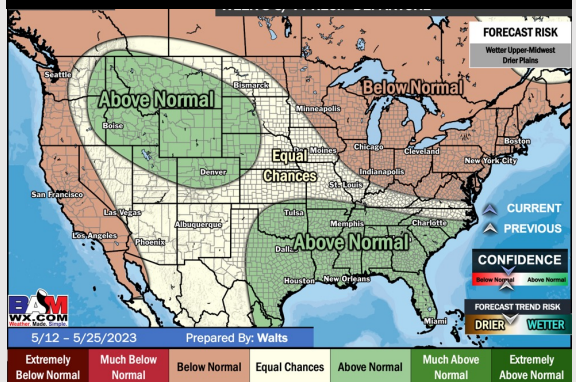 FORECAST RISK
Wetter Upper-Midwest
Drier Plains
Seattle
Above Normal
Bismarck
Below Normal
Minneapolis
Boise
Boston
Equal
Des Moines
Chicago
Cleveland
New York City
Denver
Chances
Indianapolis
St. Louis
San Francisco
Las Vegas
Tulsa
Memphis
Charlotte
CURRENT
Albuquerque
Los Angeles
Phoenix
Dallas
Above Normal
PREVIOUS
Houston
New Orleans
CONFIDENCE
Below Normal
Above Normal
BAM
WX.COM
Weather. Made. Simple.
FORECAST TREND RISK
Miami
DRIER
WETTER
5/12 – 5/25/2023
Prepared By: Walts
Extremely
Below Normal
Much Below
Normal
Below Normal
Equal Chances
Above Normal
Much Above
Normal
Extremely
Above Normal